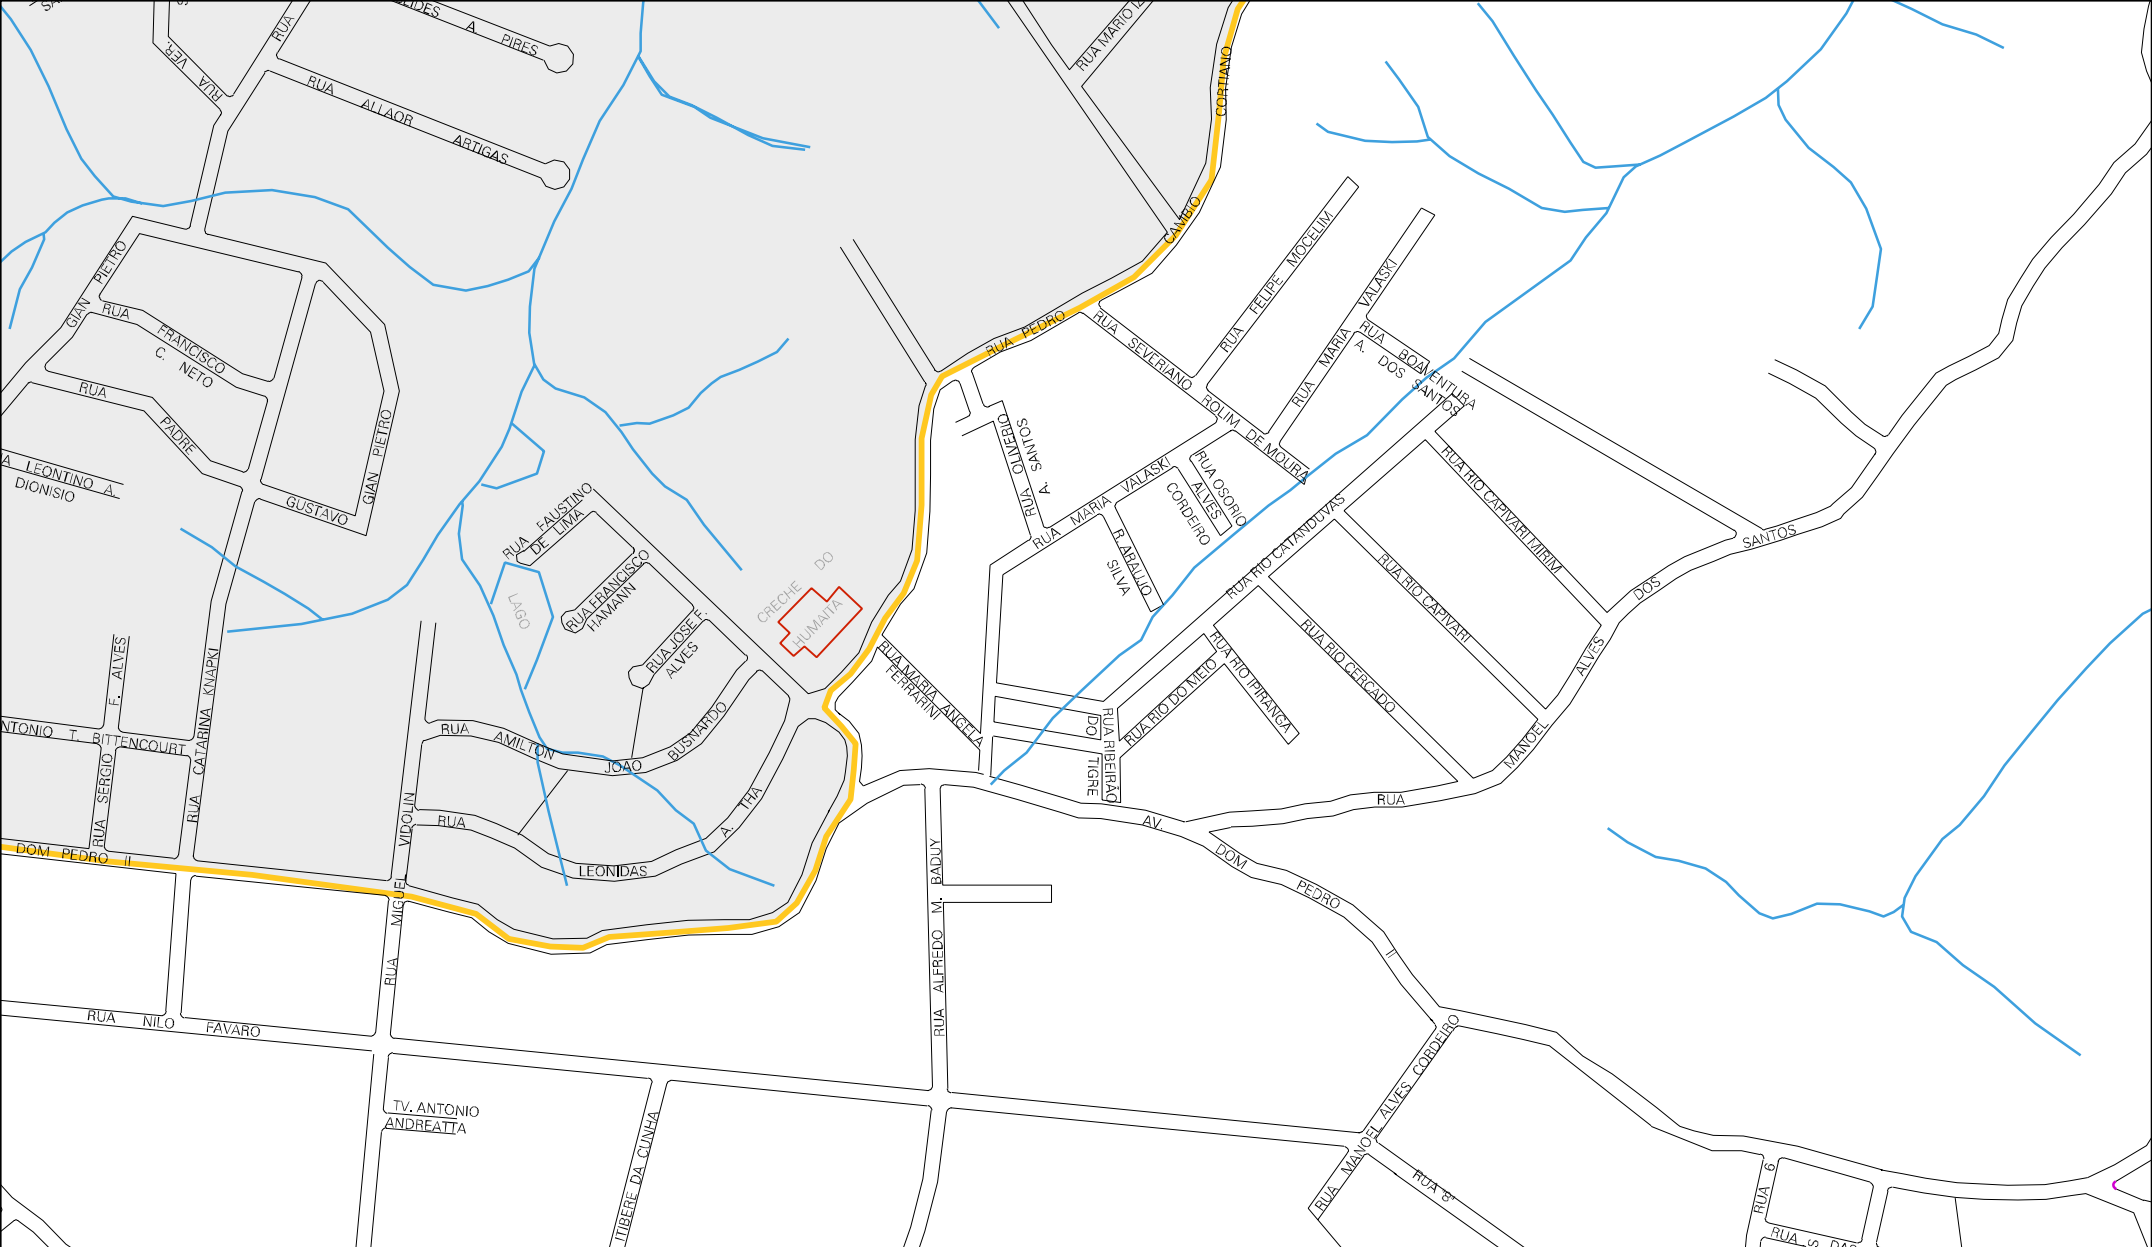 RUA
RUA VER.
A PIRES
RUA ALLAOR ARTIGAS
RUA MARIO
RUA PEDRO CAMBIO CORTIANO
GIAN PIETRO
RUA FRANCISCO
C. NETO
RUA PADRE
GUSTAVO
GIAN PIETRO
LEONTINO A.
DIONISIO
RUA FAUSTINO
DE LIMA
LAGO
RUA FRANCISCO
HAMANN
RUA JOSE F.
ALVES
CRECHE DO
HUMAITA
RUA SEVERIANO ROLIM DE MOURA
RUA FELIPE MOCELIM
RUA MARIA VALASKI
RUA BOAVENTURA
A. DOS SANTOS
RUA OLIVERIO
A. SANTOS
RUA MARIA VALASKI
RUA OSORIO
ALVES
CORDEIRO
R. ARAUJO
SILVA
RUA RIO CATANDUVAS
RUA RIO CAPIVARI MIRIM
RUA RIO CAPIVARI
RUA RIO CERCADO
RUA RIO IPIRANGA
RUA RIO DO MEIO
RUA RIBEIRÃO
DO TIGRE
RUA MARIA ANGELA
FERRARINI
RUA MANOEL ALVES DOS SANTOS
F. ALVES
RUA SERGIO
NTONIO T. BITTENCOURT
RUA CATARINA KNAPKI
RUA AMILTON JOAO BUSNARDO
RUA LEONIDAS A. THA
RUA MIGUEL VIDOLIN
DOM PEDRO II
AV. DOM PEDRO II
RUA ALFREDO M. BADUY
RUA NILO FAVARO
TV. ANTONIO
ANDREATTA
ITIBERE DA CUNHA
RUA MANOEL ALVES CORDEIRO
RUA "8"
RUA 6
RUA S